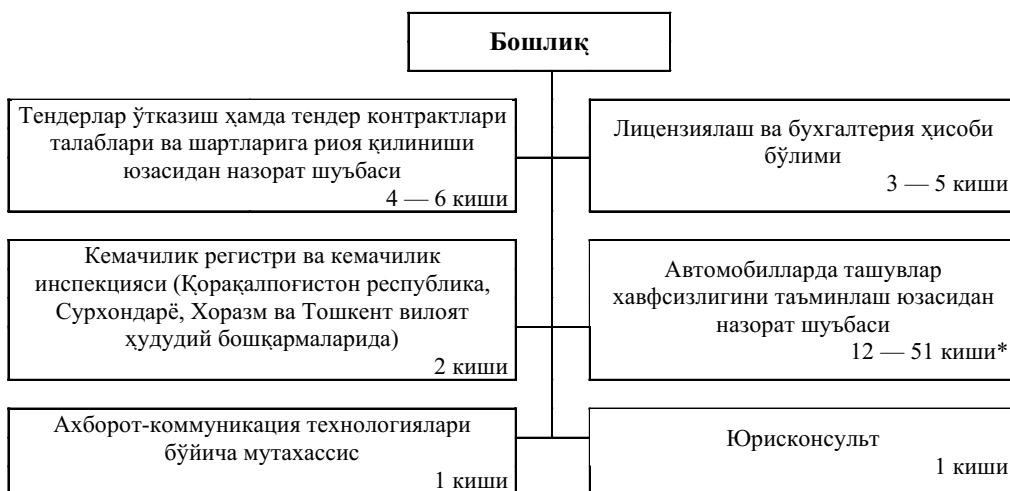 Бошлиқ
Тендерлар ўтказиш ҳамда тендер контрактлари
талаблари ва шартларига риоя қилиниши
юзасидан назорат шуъбаси
4 — 6 киши
Лицензиялаш ва бухгалтерия ҳисоби
бўлими
3 — 5 киши
Кемачилик регистри ва кемачилик
инспекцияси (Қорақалпоғистон республика,
Сурхондарё, Хоразм ва Тошкент вилоят
ҳудудий бошқармаларида)
2 киши
Автомобилларда ташувлар
хавфсизлигини таъминлаш юзасидан
назорат шуъбаси
12 — 51 киши*
Ахборот-коммуникация технологиялари
бўйича мутахассис
1 киши
Юрисконсульт
1 киши